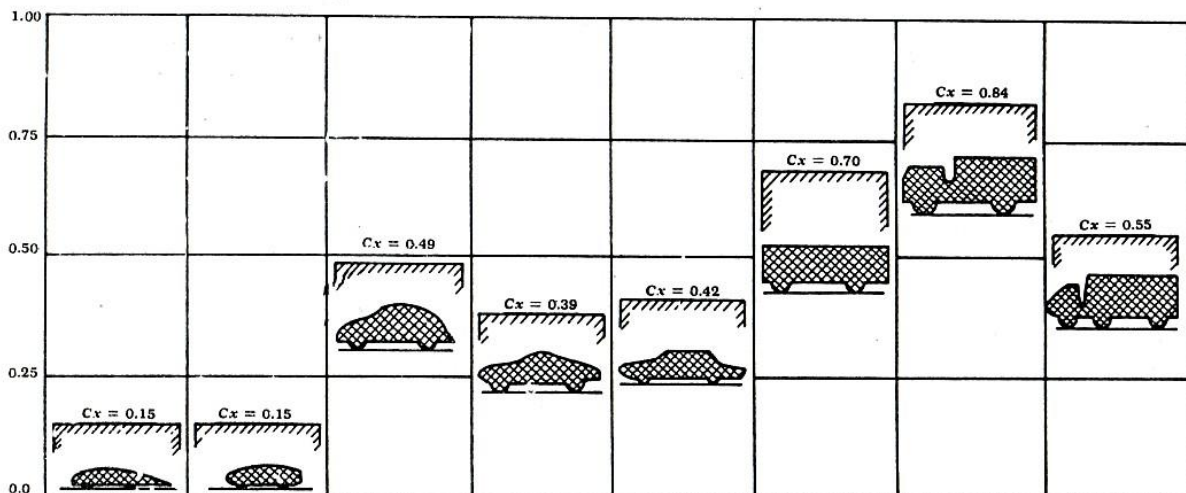 1.00
0.75
0.50
0.25
0.0
Cx = 0.15
Cx = 0.15
Cx = 0.49
Cx = 0.39
Cx = 0.42
Cx = 0.70
Cx = 0.84
Cx = 0.55